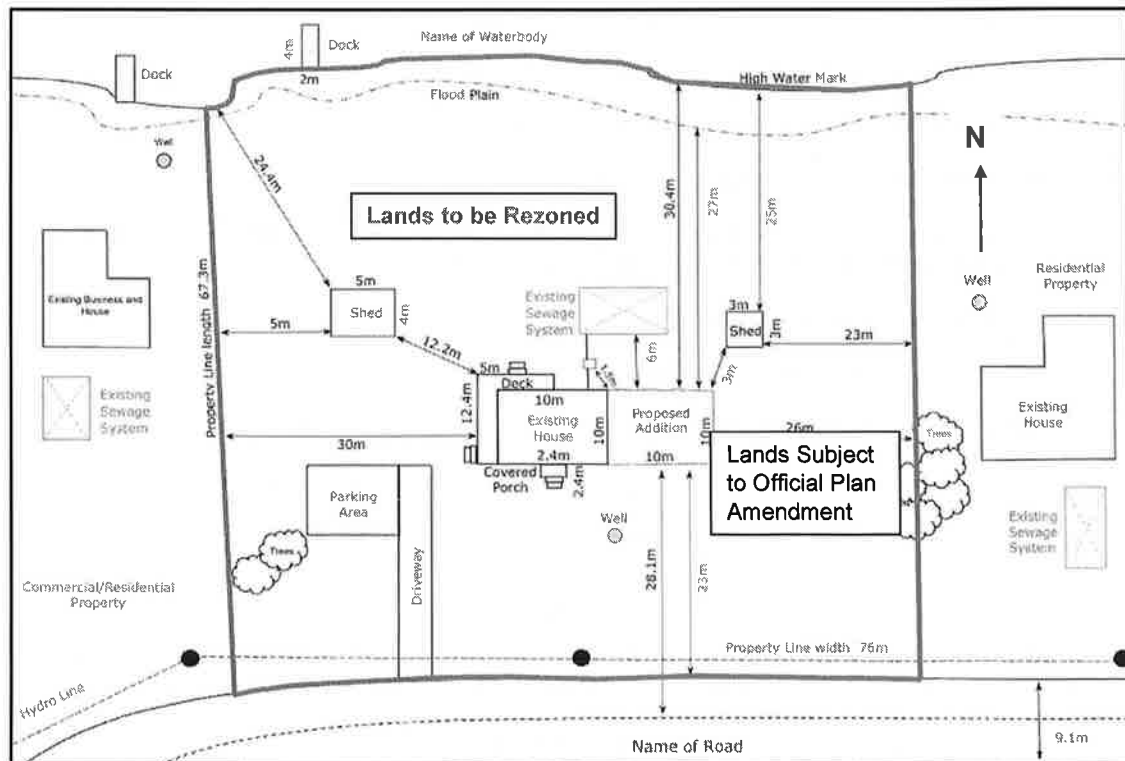 Name of Waterbody
4m
Dock
Dock
2m
High Water Mark
Flood Plain
Well
N
24.4m
30.4m
27m
25m
Lands to be Rezoned
Well
Residential
Property
Existing Business and
House
Property Line length 67.3m
5m
Shed
4m
5m
Existing
Sewage
System
3m
Shed
3m
23m
12.2m
6m
3m
1.5m
5m
Deck
10m
12.4m
Existing
House
10m
Proposed
Addition
10m
26m
Trees
Existing
House
Existing
Sewage
System
30m
2.4m
10m
Covered
Porch
2.4m
Lands Subject
to Official Plan
Amendment
Parking
Area
Well
Existing
Sewage
System
Trees
Driveway
28.1m
23m
Commercial/Residential
Property
Property Line width 76m
Hydro Line
Name of Road
9.1m